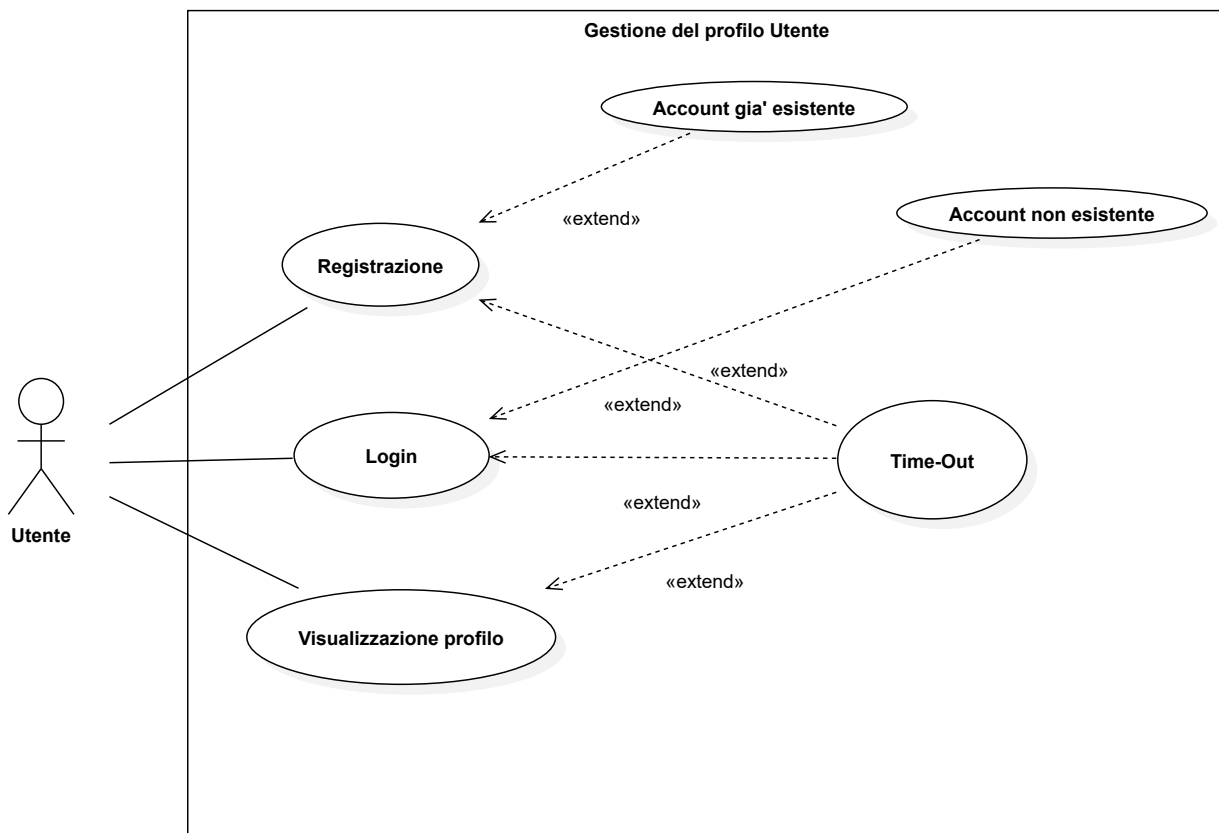 Gestione del profilo Utente
Account gia' esistente
«extend»
Account non esistente
Registrazione
«extend»
«extend»
Login
Time-Out
«extend»
Utente
«extend»
Visualizzazione profilo